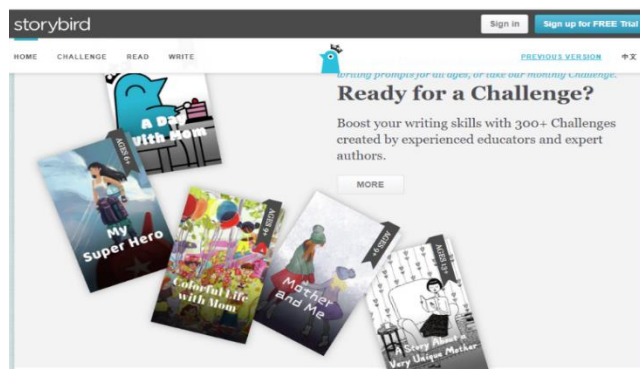 storybird
Sign in
Sign up for FREE Trial
HOME
CHALLENGE
READ
WRITE
PREVIOUS VERSION
中文
writing prompts for all ages, or take our monthly Challenge.
Ready for a Challenge?
Boost your writing skills with 300+ Challenges
created by experienced educators and expert
authors.
MORE
A Day
With Mom
AGES 6+
My
Super Hero
AGES 9+
Colorful Life
with Mom
AGES 9+
Mother
and Me
AGES 13+
A Story About a
Very Unique Mother